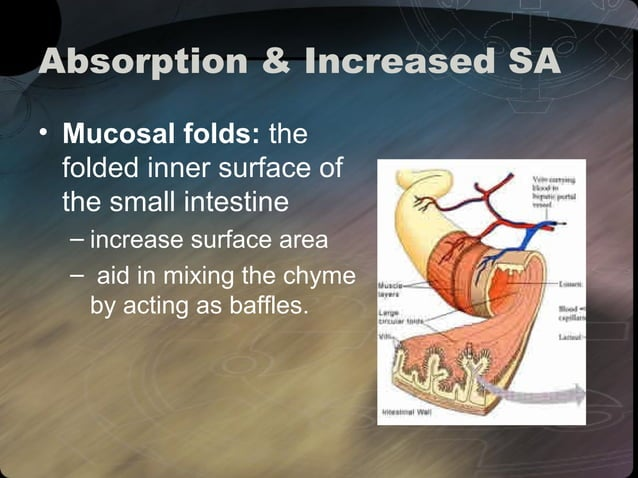 Absorption & Increased SA
• Mucosal folds: the
folded inner surface of
the small intestine
– increase surface area
– aid in mixing the chyme
by acting as baffles.
Vein carrying
blood to
hepatic portal
vessel
Muscle
layers
Large
circular folds
Villi
Intestinal Wall
Lumen
Blood
capillar
Lacteal